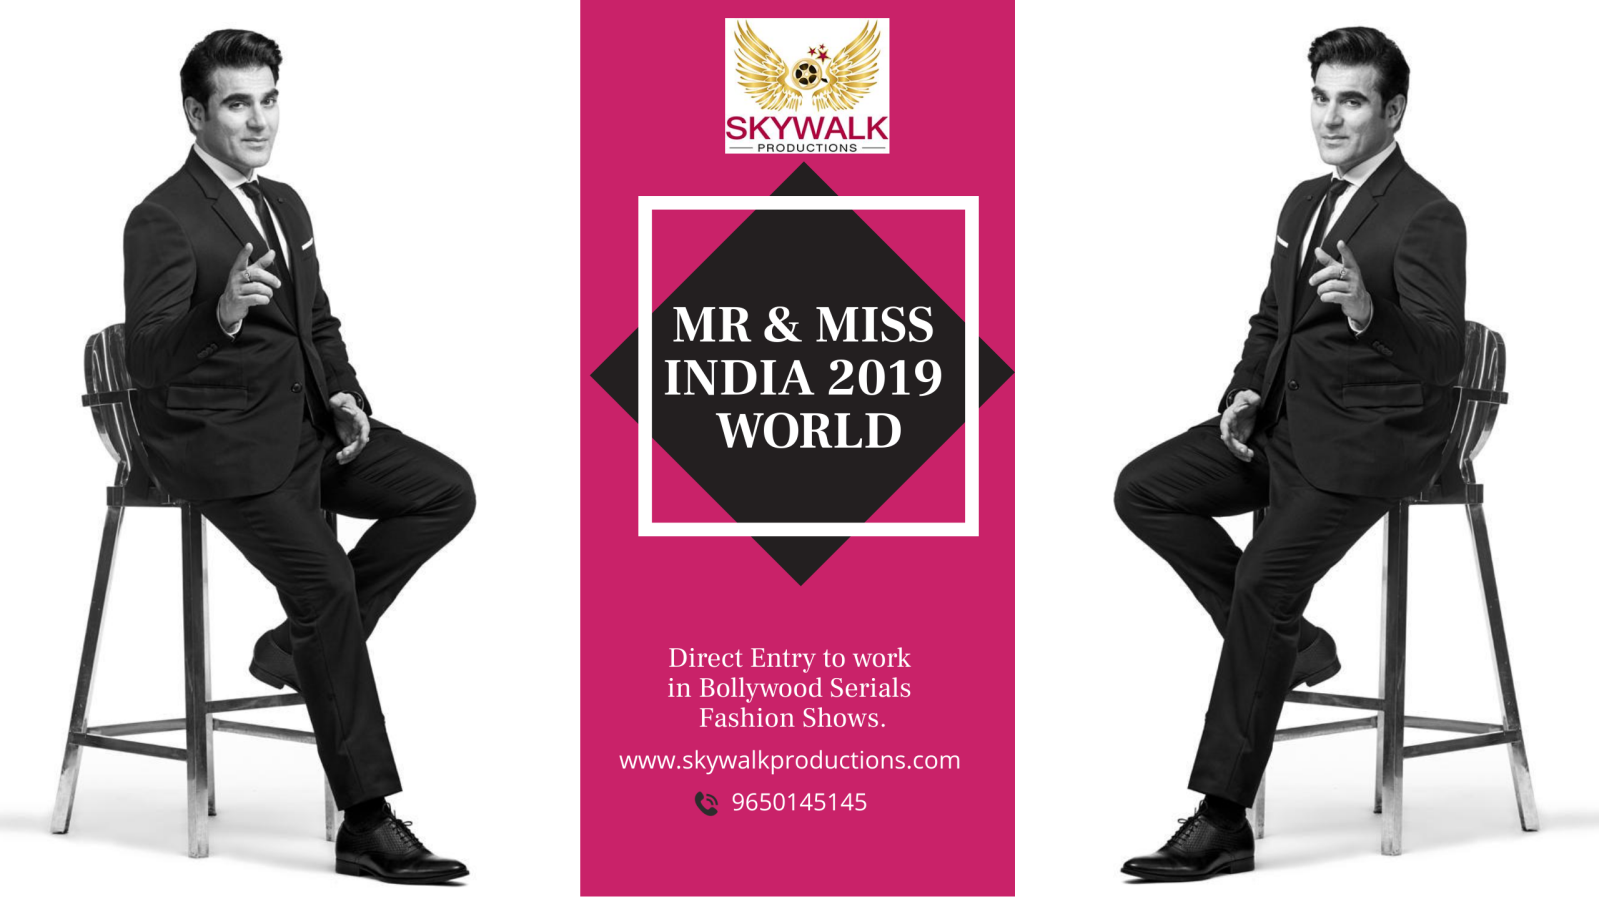 SKYWALK
PRODUCTIONS
MR & MISS
INDIA 2019
WORLD
Direct Entry to work
in Bollywood Serials
Fashion Shows.
www.skywalkproductions.com
9650145145